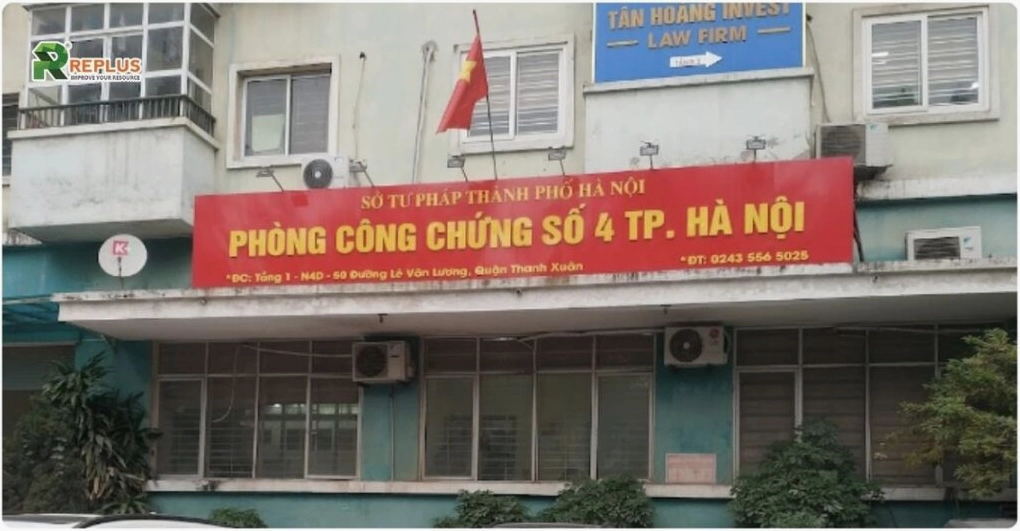 REPLUS
IMPROVE YOUR RESOURCE
TÂN HOÀNG INVEST
LAW FIRM
SỞ TƯ PHÁP THÀNH PHỐ HÀ NỘI
PHÒNG CÔNG CHỨNG SỐ 4 TP. HÀ NỘI
*ĐC: Tầng 1 - N4D - 50 Đường Lê Văn Lương, Quận Thanh Xuân
*ĐT: 0243 556 5025
K